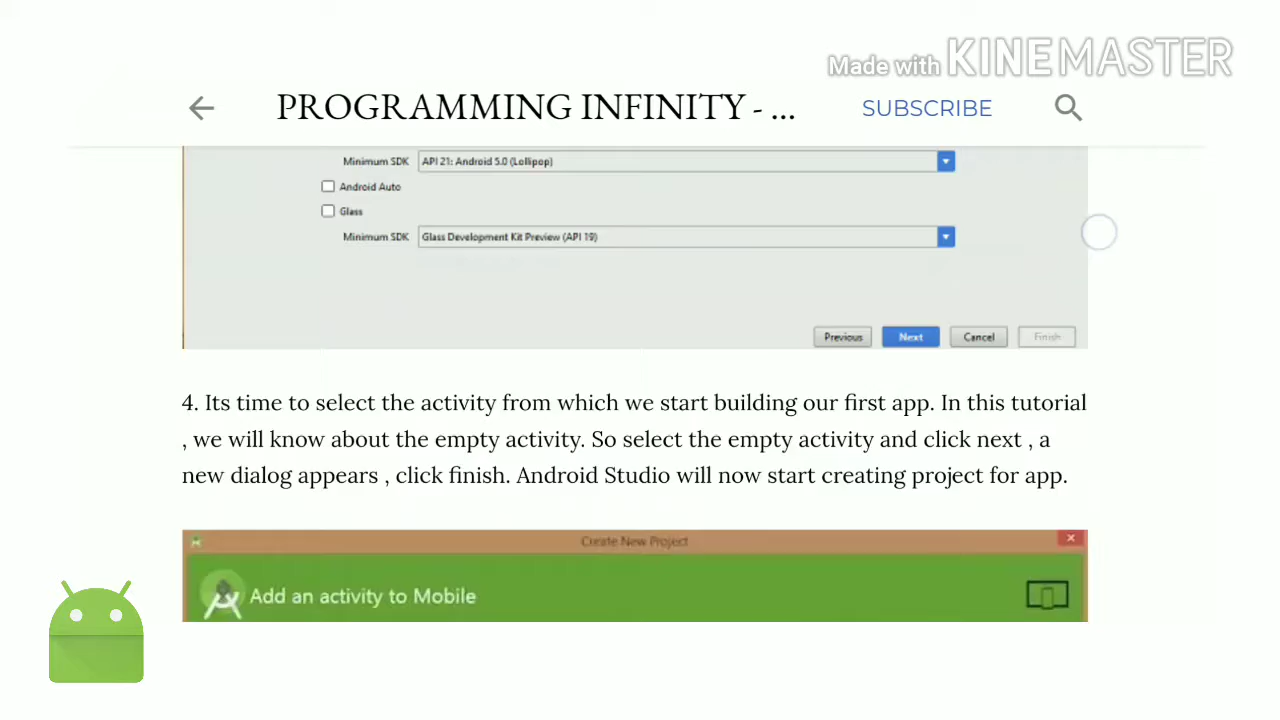 Made with KINEMASTER
PROGRAMMING INFINITY - ... SUBSCRIBE
Minimum SDK API 21: Android 5.0 (Lollipop)
Android Auto
Glass
Minimum SDK Glass Development Kit Preview (API 19)
Previous Next Cancel Finish
4. Its time to select the activity from which we start building our first app. In this tutorial
, we will know about the empty activity. So select the empty activity and click next , a
new dialog appears , click finish. Android Studio will now start creating project for app.
Create New Project
Add an activity to Mobile